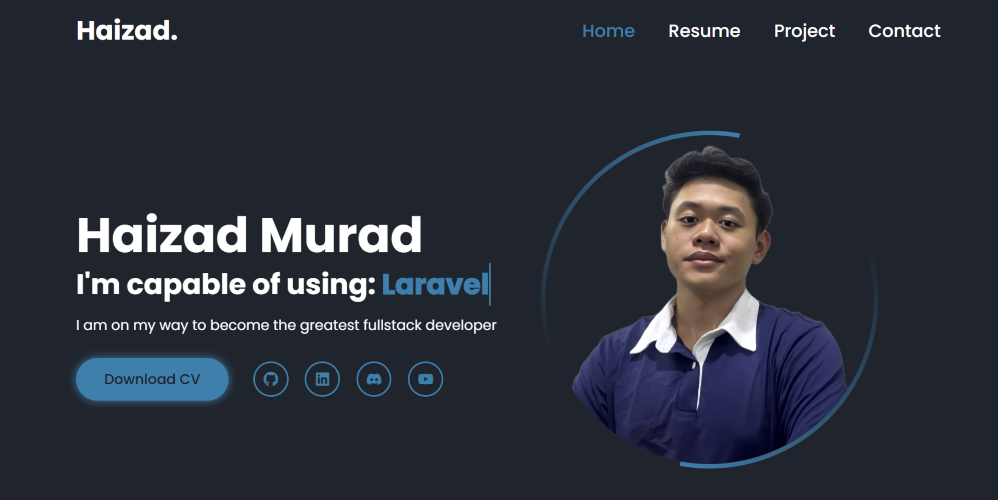 Haizad.
Home Resume Project Contact
Haizad Murad
I'm capable of using: Laravel
I am on my way to become the greatest fullstack developer
Download CV
in